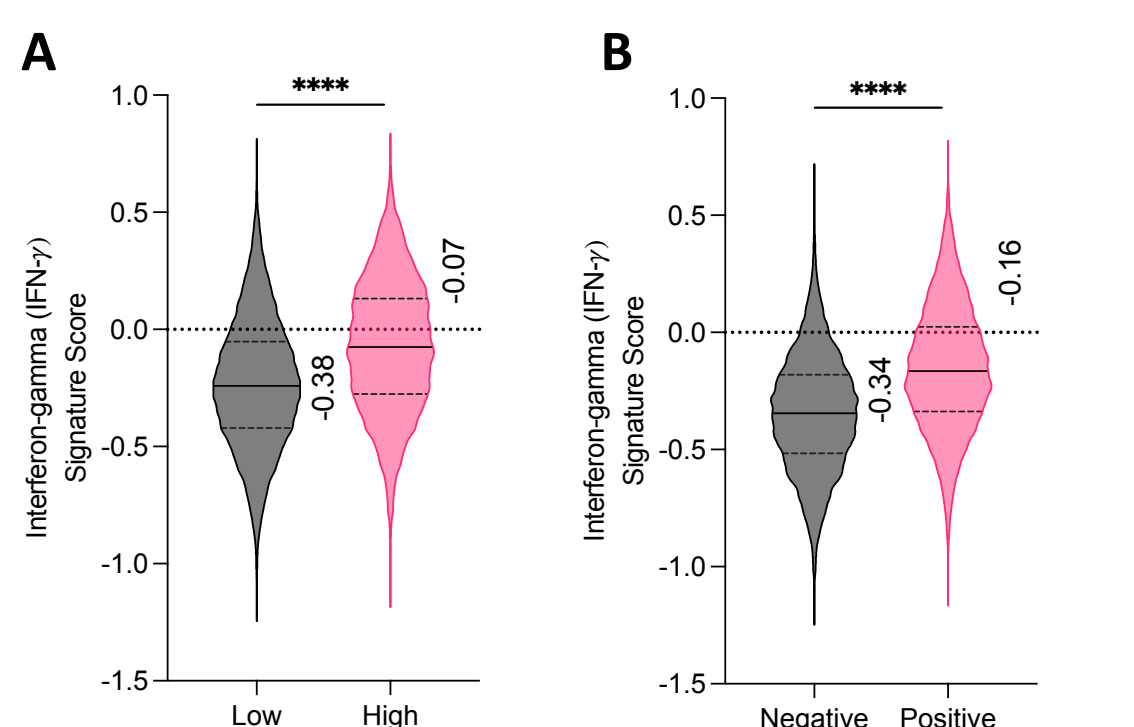 A
Interferon-gamma (IFN-γ)
Signature Score
1.0
0.5
0.0
-0.5
-1.0
-1.5
****
-0.38
-0.07
Low
High
B
Interferon-gamma (IFN-γ)
Signature Score
1.0
0.5
0.0
-0.5
-1.0
-1.5
****
-0.34
-0.16
Negative
Positive